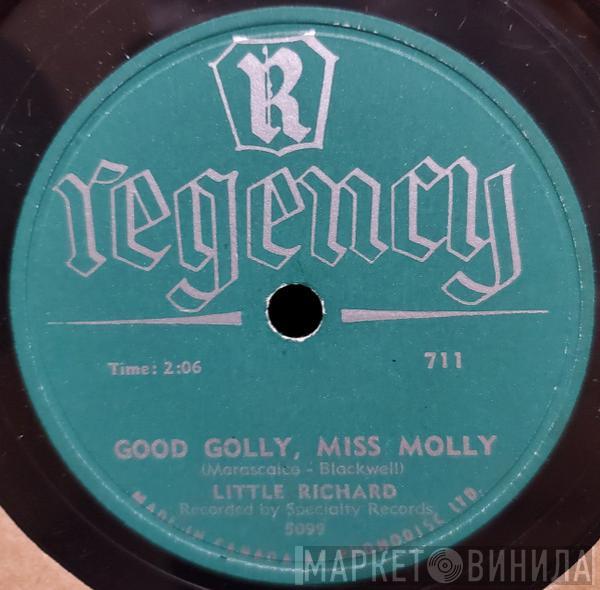 R
regency
Time: 2:06
711
GOOD GOLLY, MISS MOLLY
(Marascalco - Blackwell)
LITTLE RICHARD
Recorded by Specialty Records
5099
MADE IN CANADA LTD.
МАРКЕТ ВИНИЛА